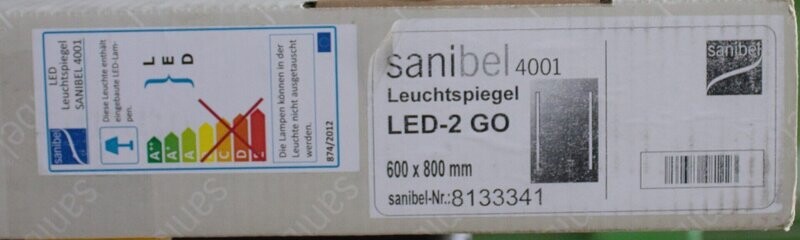 LED
Leuchtspiegel
SANIBEL 4001
sanibel
Diese Leuchte enthält
eingebaute LED-Lam-
pen.
L
E
D
A++
A+
A
B
C
D
E
Die Lampen können in der
Leuchte nicht ausgetauscht
werden.
874/2012
sanibel 4001
Leuchtspiegel
LED-2 GO
600 x 800 mm
sanibel-Nr.:8133341
sanibel